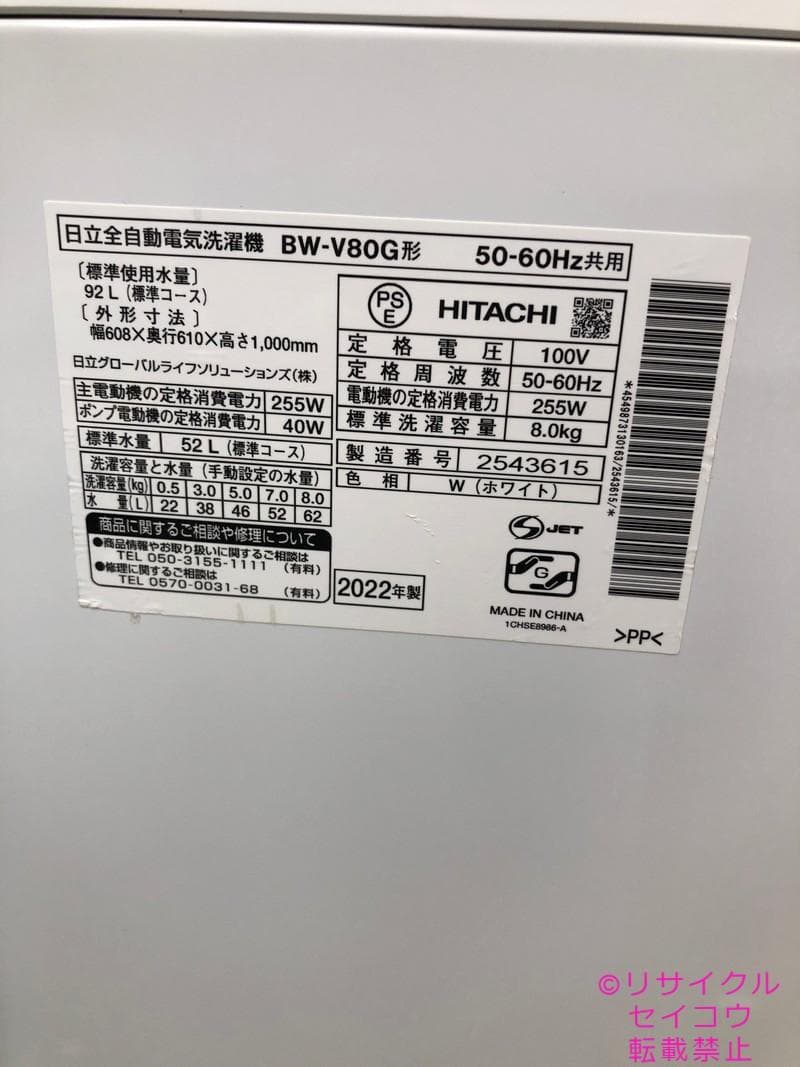 日立全自動電気洗濯機 BW-V80G形 50-60Hz共用
〔標準使用水量〕
92 L（標準コース）
〔外形寸法〕
幅608×奥行610×高さ1,000mm
日立グローバルライフソリューションズ(株)
主電動機の定格消費電力 255W
ポンプ電動機の定格消費電力 40W
標準水量 52 L（標準コース）
洗濯容量と水量（手動設定の水量）
洗濯容量(kg) 0.5 3.0 5.0 7.0 8.0
水量(L) 22 38 46 52 62
商品に関するご相談や修理について
●商品情報やお取り扱いに関するご相談は
TEL 050-3155-1111（有料）
●修理に関するご相談は
TEL 0570-0031-68（有料）
PS
E
HITACHI
定格電圧 100V
定格周波数 50-60Hz
電動機の定格消費電力 255W
標準洗濯容量 8.0kg
製造番号 2543615
色相 W（ホワイト）
2022年製
S JET
G
MADE IN CHINA
1CHSE8986-A
>PP<
*4549873130163/2543615/*
©リサイクル
セイコウ
転載禁止